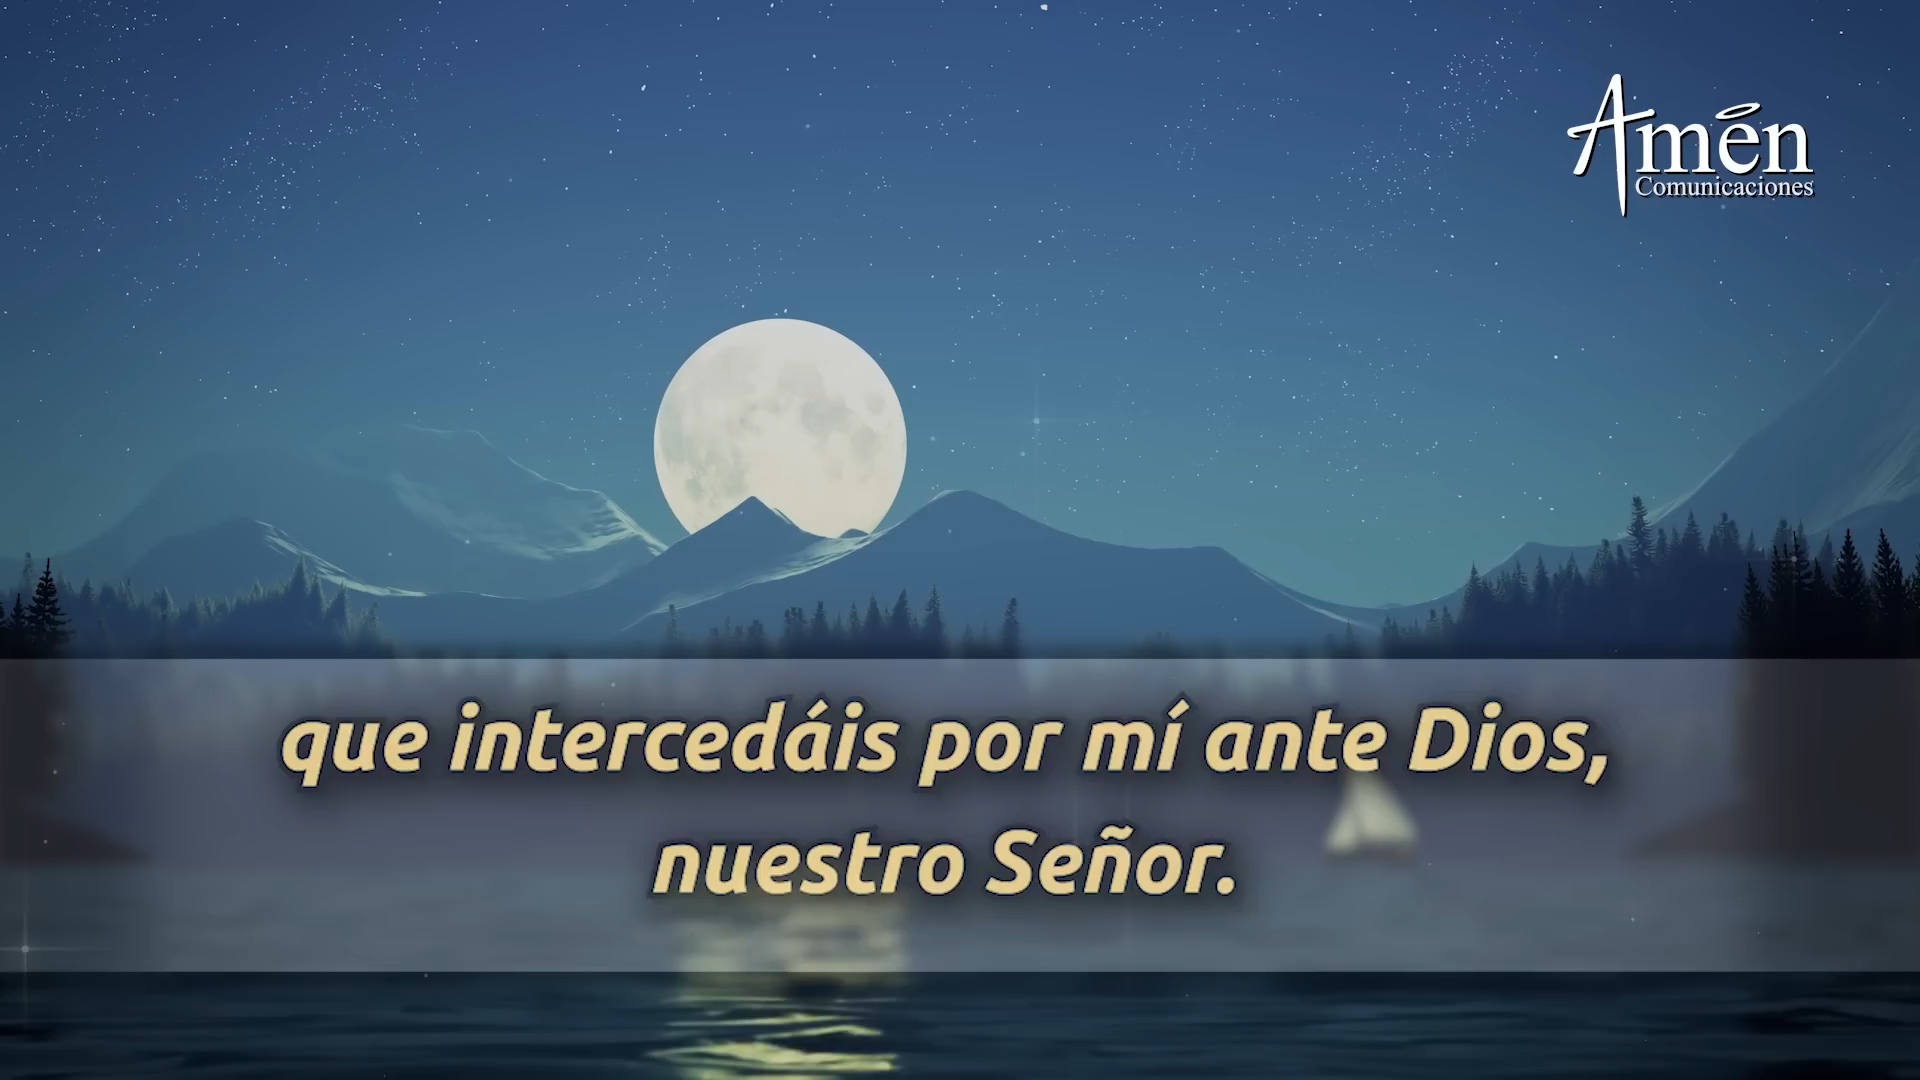 Amén
Comunicaciones
que intercedáis por mí ante Dios,
nuestro Señor.